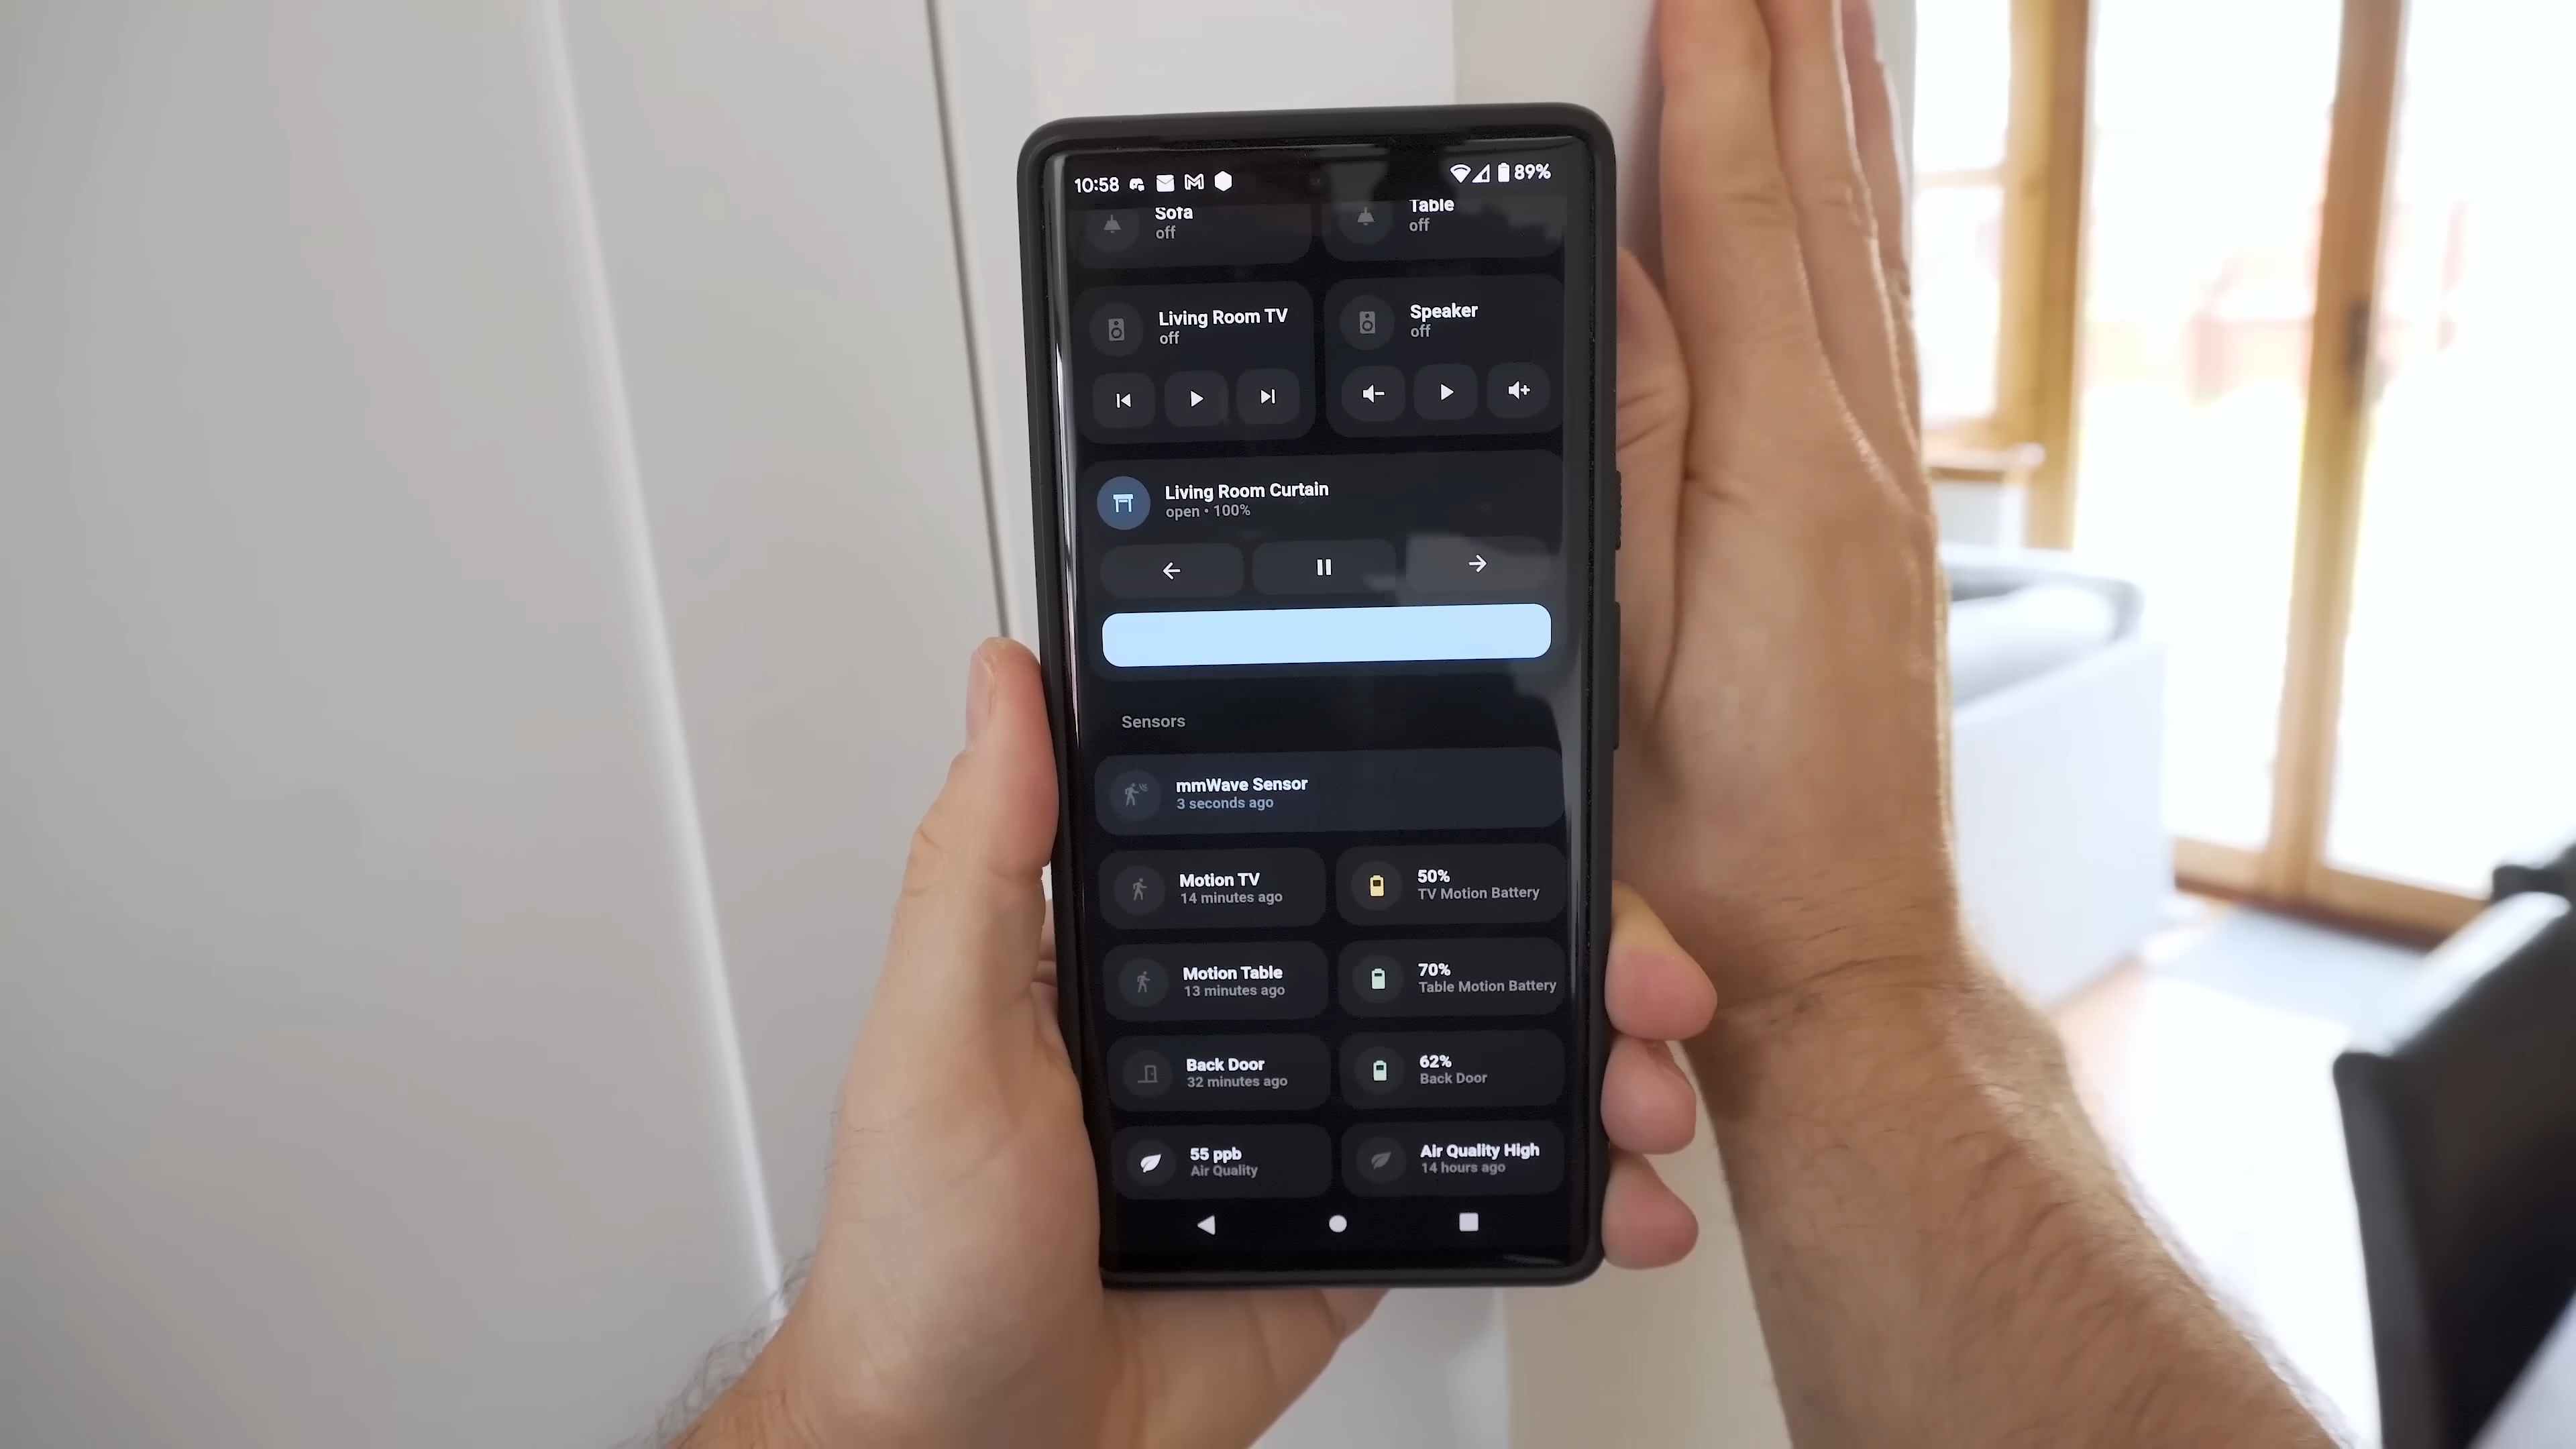 10:58
89%
Sofa
off
Table
off
Living Room TV
off
Speaker
off
Living Room Curtain
open • 100%
Sensors
mmWave Sensor
3 seconds ago
Motion TV
14 minutes ago
50%
TV Motion Battery
Motion Table
13 minutes ago
70%
Table Motion Battery
Back Door
32 minutes ago
62%
Back Door
55 ppb
Air Quality
Air Quality High
14 hours ago